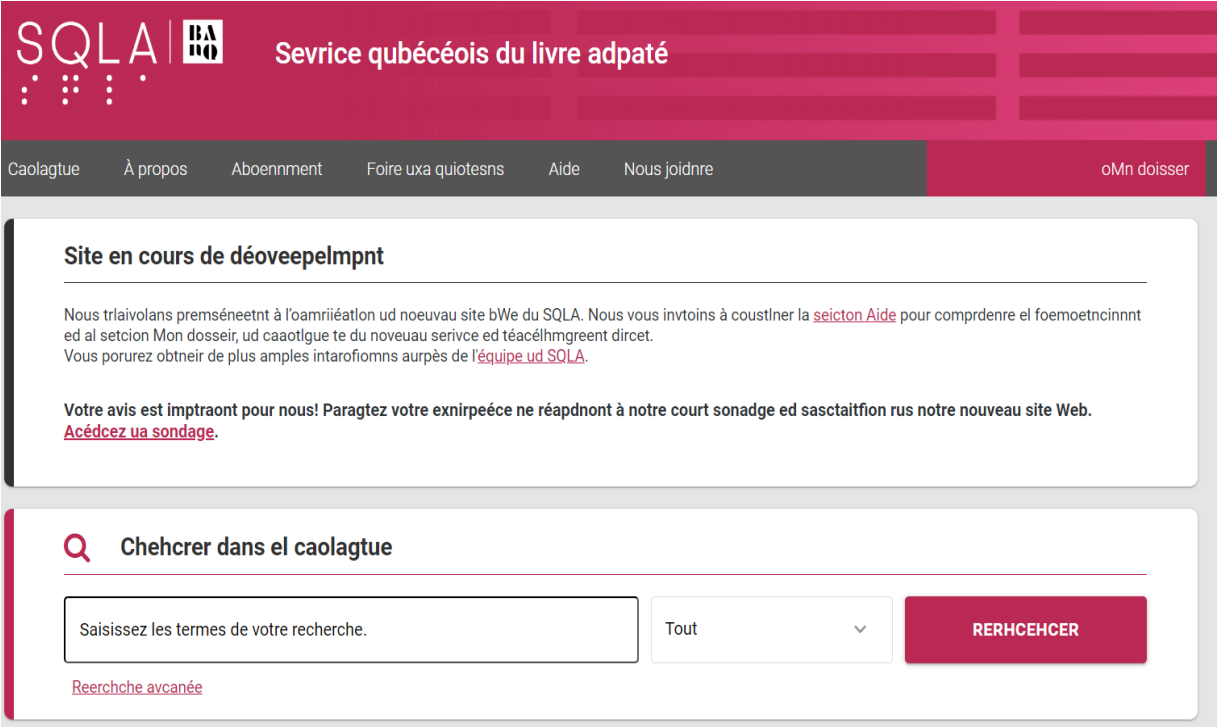 SQLA BAnQ
Sevrice qubécéois du livre adpaté
Caolagtue À propos Aboennment Foire uxa quiotesns Aide Nous joidnre oMn doisser
Site en cours de déoveepelmpnt
Nous trlaivolans premséneetnt à l'oamriiéatlon ud noeuvau site bWe du SQLA. Nous vous invtoins à coustlner la seicton Aide pour comprdenre el foemoetncinnnt
ed al setcion Mon dosseir, ud caaotlgue te du noveuau serivce ed téacélhmgreent dircet.
Vous porurez obtneir de plus amples intarofiomns aurpès de l'équipe ud SQLA.
Votre avis est imptraont pour nous! Paragtez votre exnirpeéce ne réapdnont à notre court sonadge ed sasctaitfion rus notre nouveau site Web.
Acédcez ua sondage.
Chehcrer dans el caolagtue
Saisissez les termes de votre recherche. Tout RERHCEHCER
Reerchche avcanée